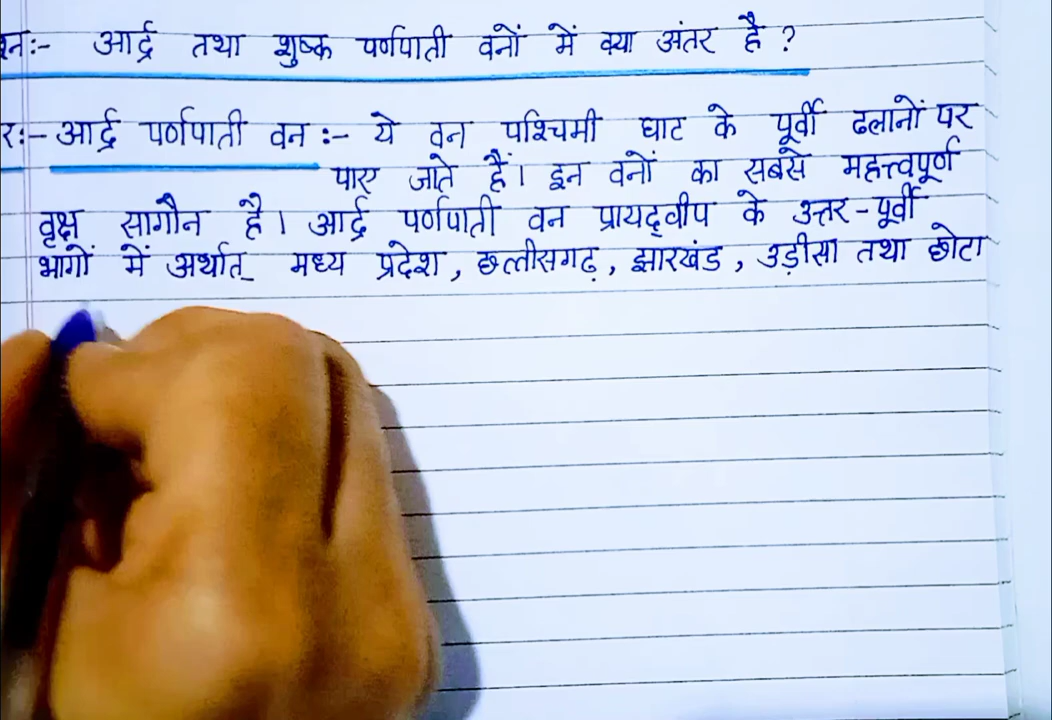 श्न:- आर्द्र तथा शुष्क पर्णपाती वनों में क्या अंतर है ?
र:- आर्द्र पर्णपाती वन :- ये वन पश्चिमी घाट के पूर्वी ढलानों पर
पाए जाते हैं। इन वनों का सबसे महत्त्वपूर्ण
वृक्ष सागौन है। आर्द्र पर्णपाती वन प्रायद्वीप के उत्तर-पूर्वी
भागों में अर्थात् मध्य प्रदेश, छत्तीसगढ़, झारखंड, उड़ीसा तथा छोटा